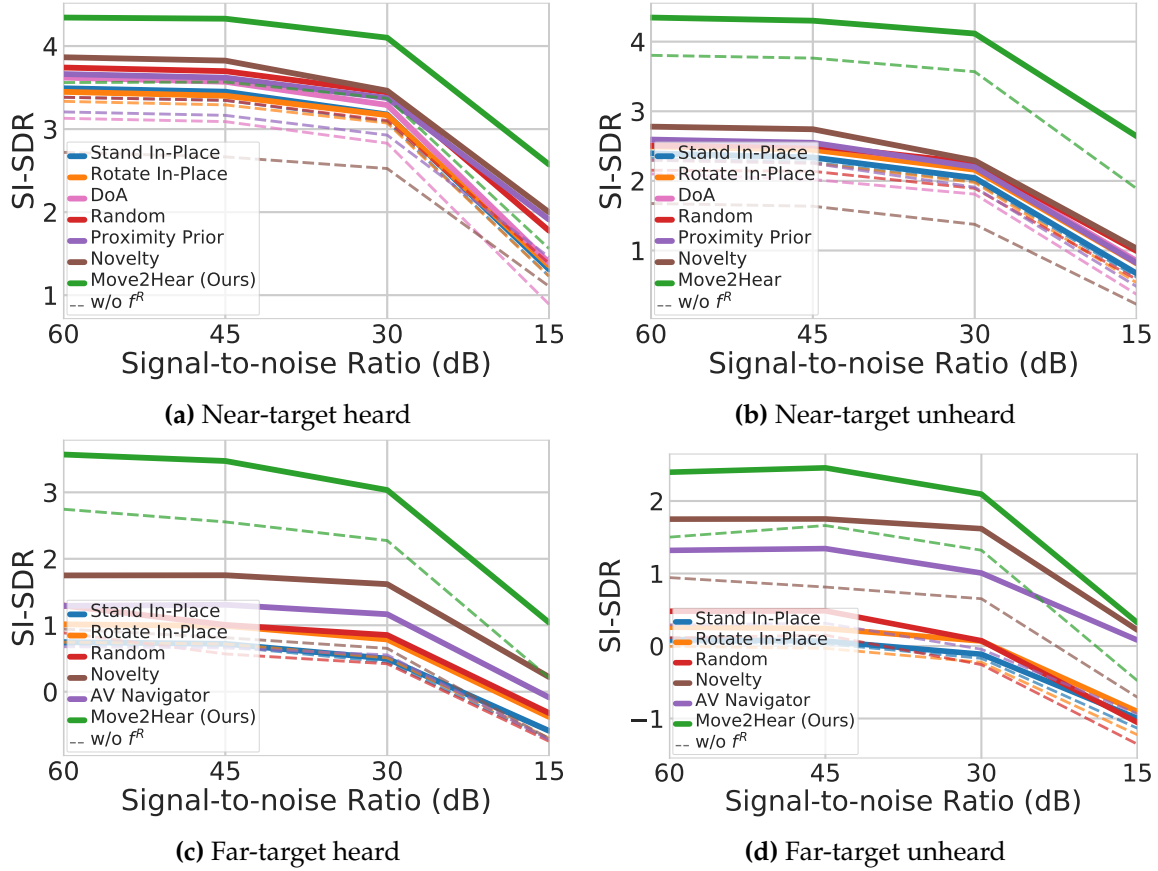 4
3
2
1
SI-SDR
Stand In-Place
Rotate In-Place
DoA
Random
Proximity Prior
Novelty
Move2Hear (Ours)
w/o f^R
60 45 30 15
Signal-to-noise Ratio (dB)
(a) Near-target heard
4
3
2
1
SI-SDR
Stand In-Place
Rotate In-Place
DoA
Random
Proximity Prior
Novelty
Move2Hear
w/o f^R
60 45 30 15
Signal-to-noise Ratio (dB)
(b) Near-target unheard
3
2
1
0
SI-SDR
Stand In-Place
Rotate In-Place
Random
Novelty
AV Navigator
Move2Hear (Ours)
w/o f^R
60 45 30 15
Signal-to-noise Ratio (dB)
(c) Far-target heard
2
1
0
−1
SI-SDR
Stand In-Place
Rotate In-Place
Random
Novelty
AV Navigator
Move2Hear (Ours)
w/o f^R
60 45 30 15
Signal-to-noise Ratio (dB)
(d) Far-target unheard